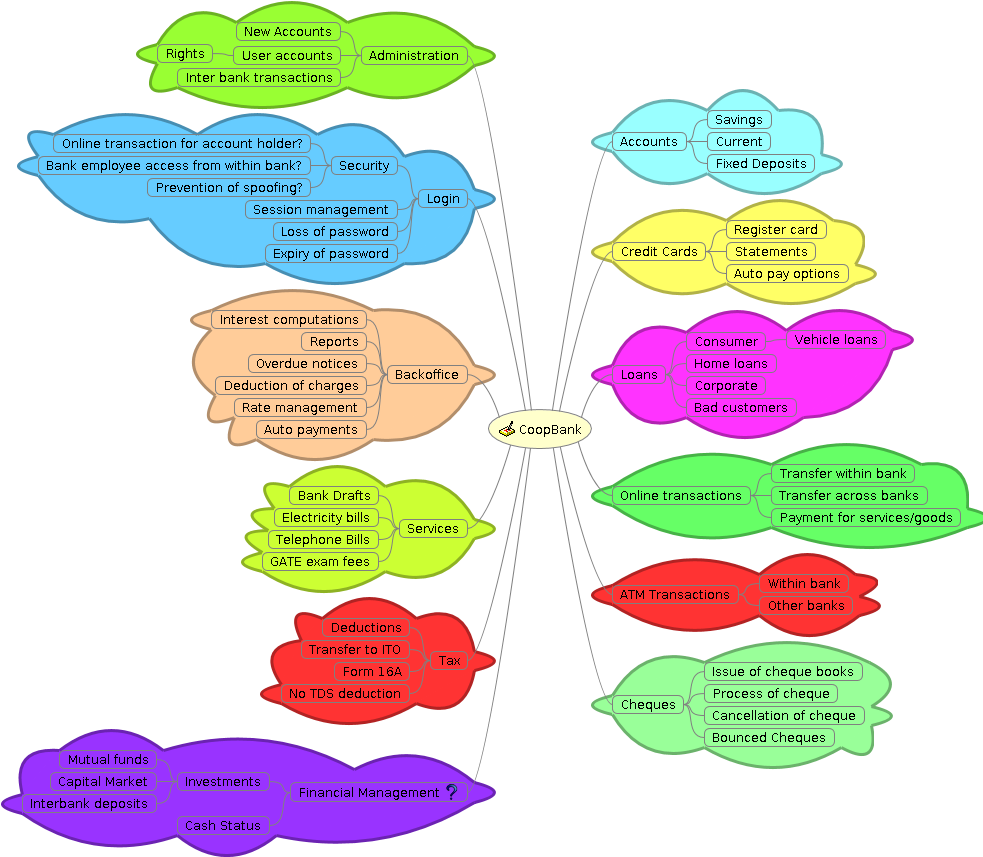 New Accounts
Rights
User accounts
Administration
Inter bank transactions
Online transaction for account holder?
Bank employee access from within bank?
Security
Prevention of spoofing?
Login
Session management
Loss of password
Expiry of password
Interest computations
Reports
Overdue notices
Backoffice
Deduction of charges
Rate management
Auto payments
Bank Drafts
Electricity bills
Services
Telephone Bills
GATE exam fees
Deductions
Transfer to ITO
Tax
Form 16A
No TDS deduction
Mutual funds
Capital Market
Investments
Interbank deposits
Financial Management ?
Cash Status
CoopBank
Savings
Accounts
Current
Fixed Deposits
Register card
Credit Cards
Statements
Auto pay options
Consumer
Vehicle loans
Home loans
Loans
Corporate
Bad customers
Transfer within bank
Online transactions
Transfer across banks
Payment for services/goods
Within bank
ATM Transactions
Other banks
Issue of cheque books
Process of cheque
Cheques
Cancellation of cheque
Bounced Cheques